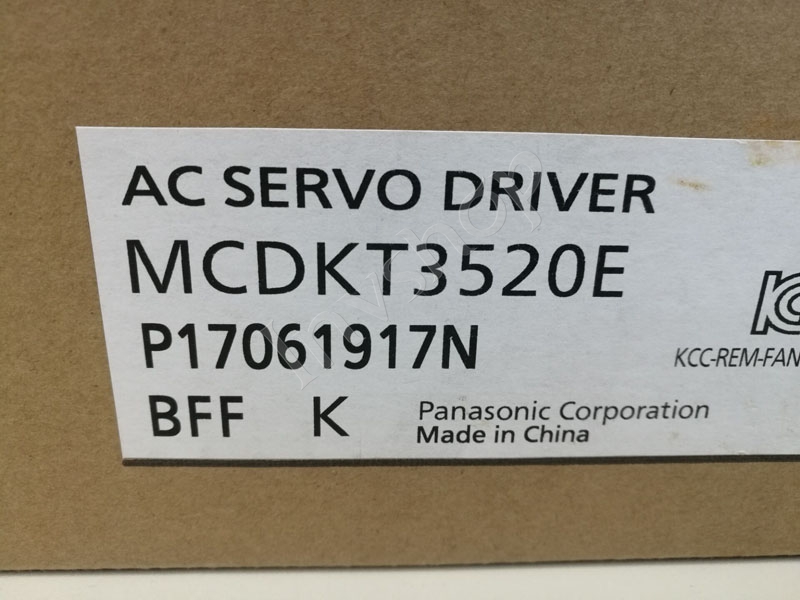 AC SERVO DRIVER
MCDKT3520E
P17061917N
KCC-REM-FAN
BFF K
Panasonic Corporation
Made in China